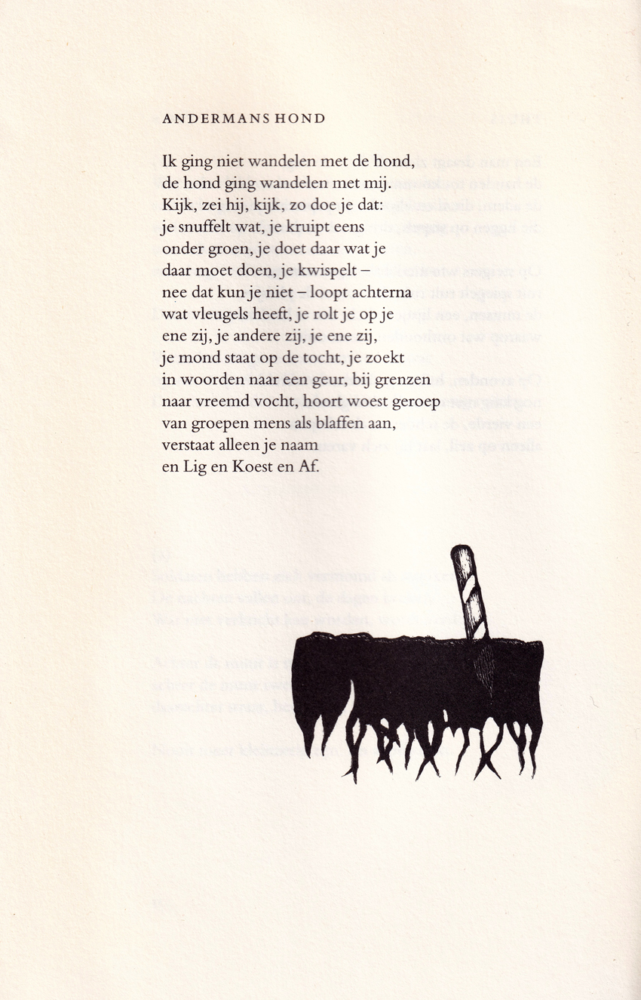 ANDERMANS HOND
Ik ging niet wandelen met de hond,
de hond ging wandelen met mij.
Kijk, zei hij, kijk, zo doe je dat:
je snuffelt wat, je kruipt eens
onder groen, je doet daar wat je
daar moet doen, je kwispelt –
nee dat kun je niet – loopt achterna
wat vleugels heeft, je rolt je op je
ene zij, je andere zij, je ene zij,
je mond staat op de tocht, je zoekt
in woorden naar een geur, bij grenzen
naar vreemd vocht, hoort woest geroep
van groepen mens als blaffen aan,
verstaat alleen je naam
en Lig en Koest en Af.